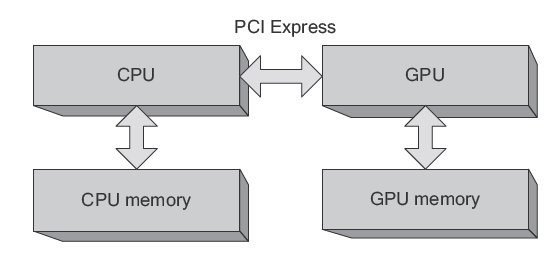 PCI Express
CPU
GPU
CPU memory
GPU memory